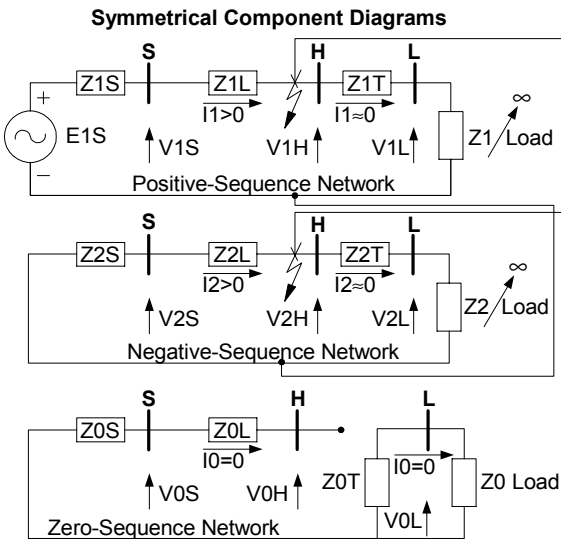 Symmetrical Component Diagrams
S H L
Z1S Z1L Z1T
+ I1>0 I1≈0 ∞
E1S Z1 Load
V1S V1H V1L
−
Positive-Sequence Network
S H L
Z2S Z2L Z2T
I2>0 I2≈0 ∞
V2S V2H V2L Z2 Load
Negative-Sequence Network
S H L
Z0S Z0L
I0=0 I0=0
Z0T Z0 Load
V0S V0H V0L
Zero-Sequence Network